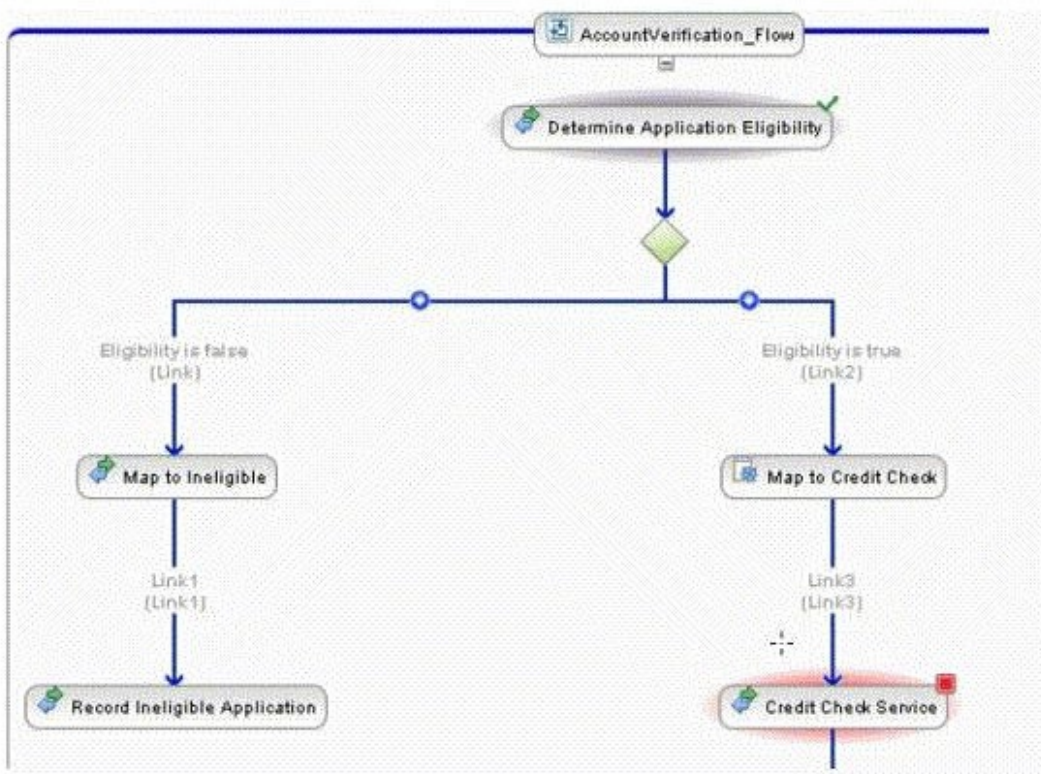 AccountVerification_Flow
Determine Application Eligibility
Eligibility is false
(Link)
Eligibility is true
(Link2)
Map to Ineligible
Map to Credit Check
Link1
(Link1)
Link3
(Link3)
Record Ineligible Application
Credit Check Service